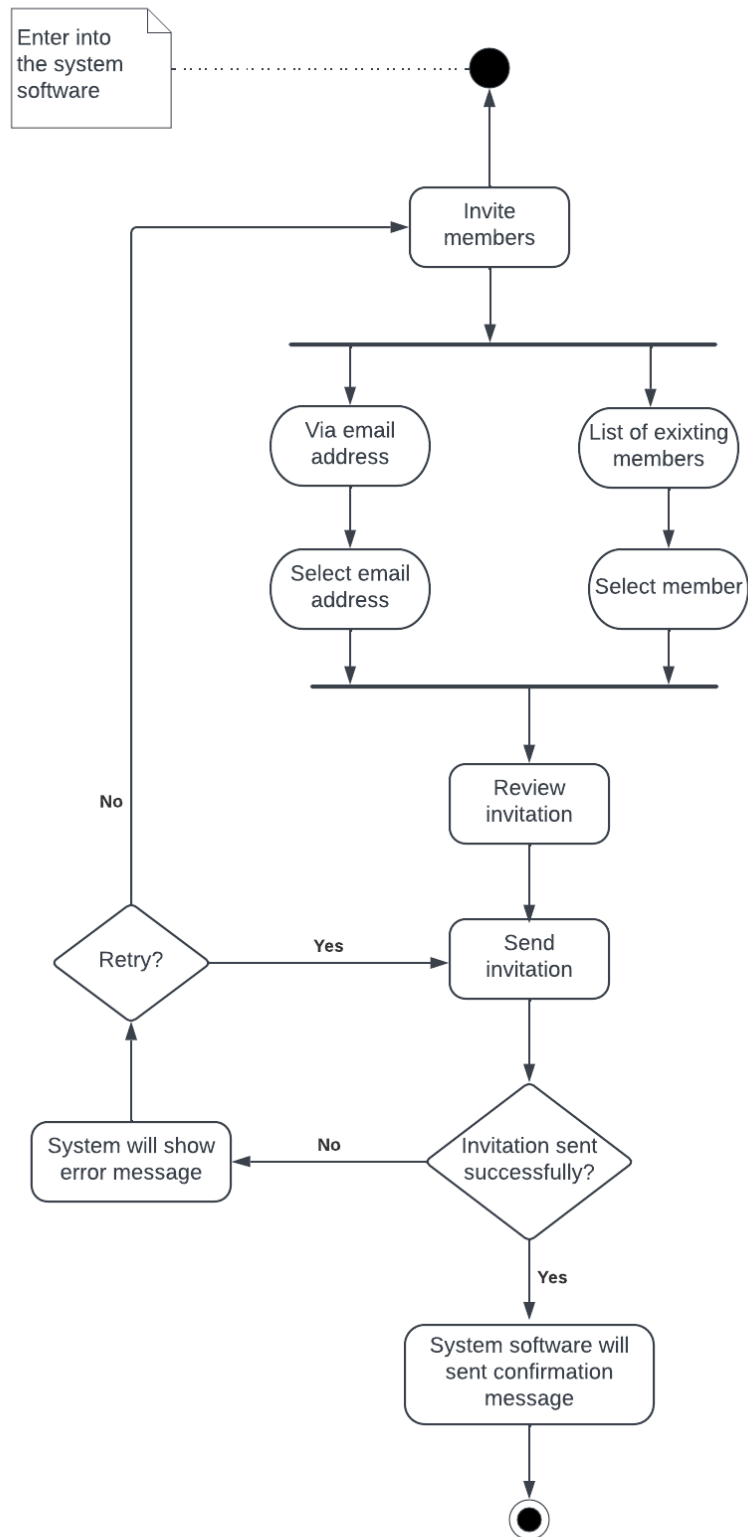 Enter into
the system
software
Invite
members
Via email
address
List of exixting
members
Select email
address
Select member
Review
invitation
No
Retry?
Yes
Send
invitation
System will show
error message
No
Invitation sent
successfully?
Yes
System software will
sent confirmation
message